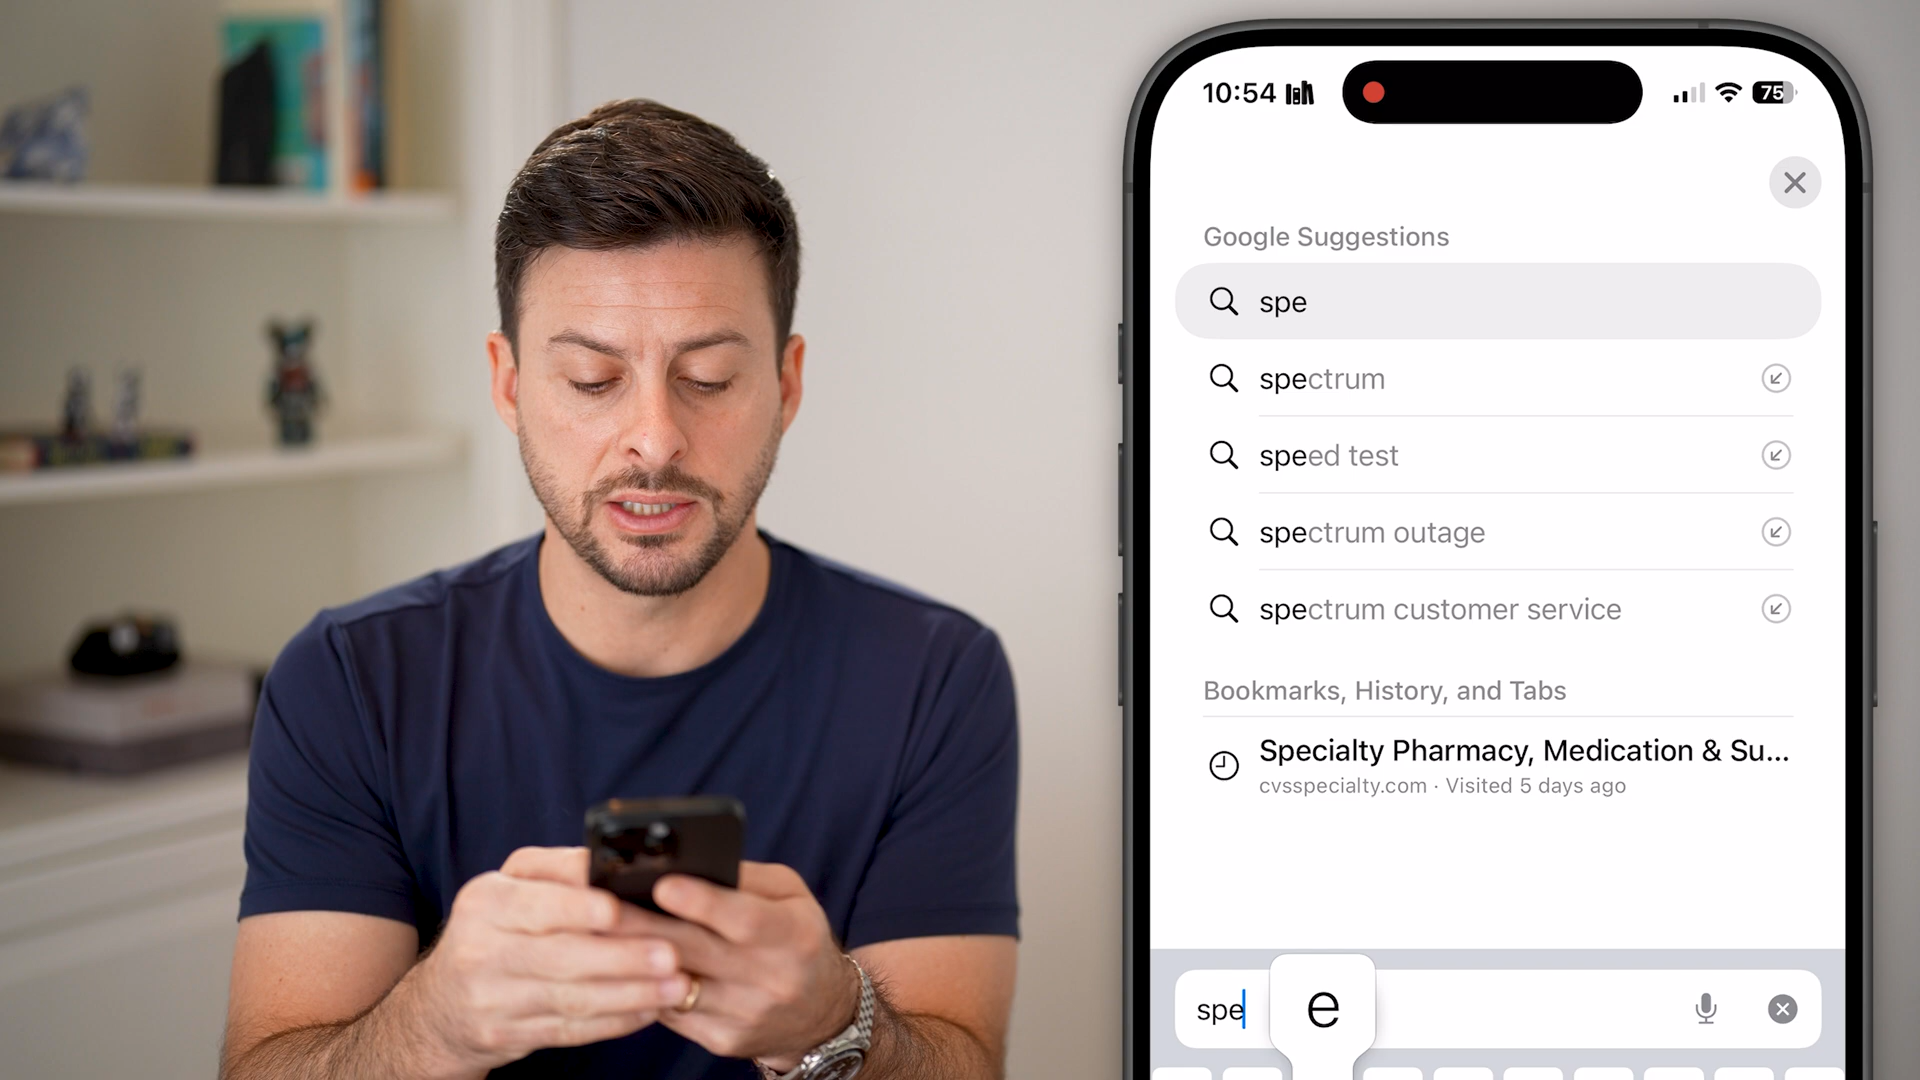 10:54
75
Google Suggestions
spe
spectrum
speed test
spectrum outage
spectrum customer service
Bookmarks, History, and Tabs
Specialty Pharmacy, Medication & Su...
cvsspecialty.com · Visited 5 days ago
spe
e